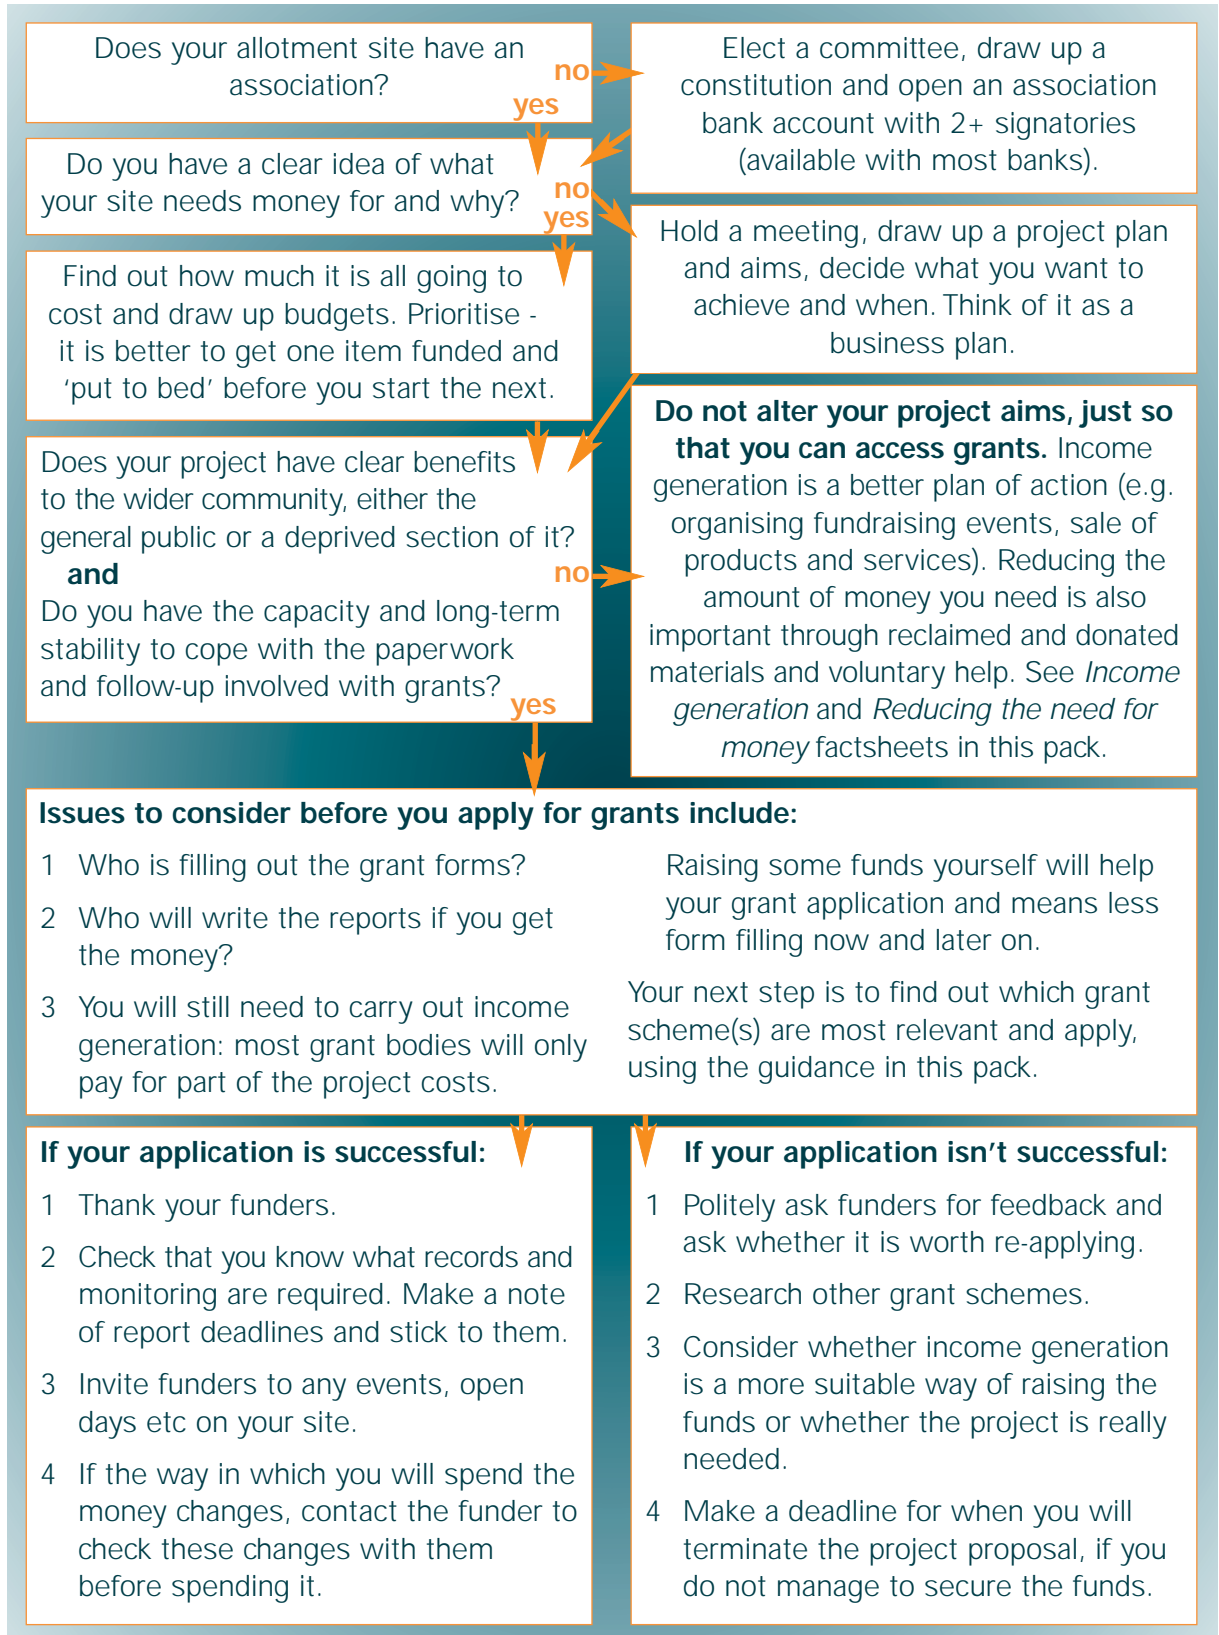 Does your allotment site have an
association?
no
yes
Elect a committee, draw up a
constitution and open an association
bank account with 2+ signatories
(available with most banks).
Do you have a clear idea of what
your site needs money for and why?
no
yes
Hold a meeting, draw up a project plan
and aims, decide what you want to
achieve and when. Think of it as a
business plan.
Find out how much it is all going to
cost and draw up budgets. Prioritise -
it is better to get one item funded and
'put to bed' before you start the next.
Does your project have clear benefits
to the wider community, either the
general public or a deprived section of it?
and
Do you have the capacity and long-term
stability to cope with the paperwork
and follow-up involved with grants?
no
yes
Do not alter your project aims, just so
that you can access grants. Income
generation is a better plan of action (e.g.
organising fundraising events, sale of
products and services). Reducing the
amount of money you need is also
important through reclaimed and donated
materials and voluntary help. See Income
generation and Reducing the need for
money factsheets in this pack.
Issues to consider before you apply for grants include:
1 Who is filling out the grant forms?
2 Who will write the reports if you get
the money?
3 You will still need to carry out income
generation: most grant bodies will only
pay for part of the project costs.
Raising some funds yourself will help
your grant application and means less
form filling now and later on.
Your next step is to find out which grant
scheme(s) are most relevant and apply,
using the guidance in this pack.
If your application is successful:
1 Thank your funders.
2 Check that you know what records and
monitoring are required. Make a note
of report deadlines and stick to them.
3 Invite funders to any events, open
days etc on your site.
4 If the way in which you will spend the
money changes, contact the funder to
check these changes with them
before spending it.
If your application isn't successful:
1 Politely ask funders for feedback and
ask whether it is worth re-applying.
2 Research other grant schemes.
3 Consider whether income generation
is a more suitable way of raising the
funds or whether the project is really
needed.
4 Make a deadline for when you will
terminate the project proposal, if you
do not manage to secure the funds.